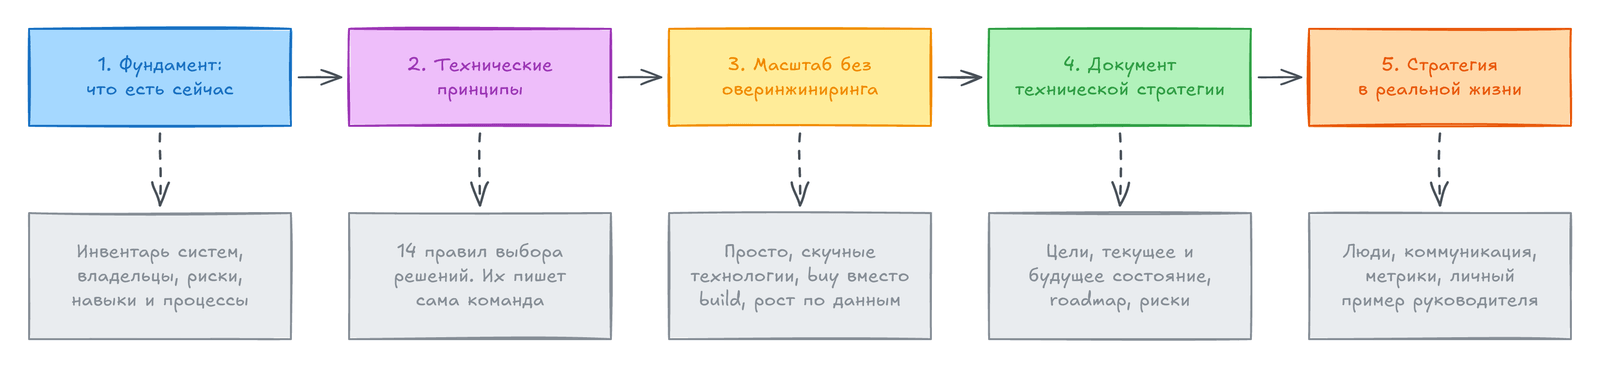 1. Фундамент:
что есть сейчас
2. Технические
принципы
3. Масштаб без
оверинжиниринга
4. Документ
технической стратегии
5. Стратегия
в реальной жизни
Инвентарь систем,
владельцы, риски,
навыки и процессы
14 правил выбора
решений. Их пишет
сама команда
Просто, скучные
технологии, buy вместо
build, рост по данным
Цели, текущее и
будущее состояние,
roadmap, риски
Люди, коммуникация,
метрики, личный
пример руководителя